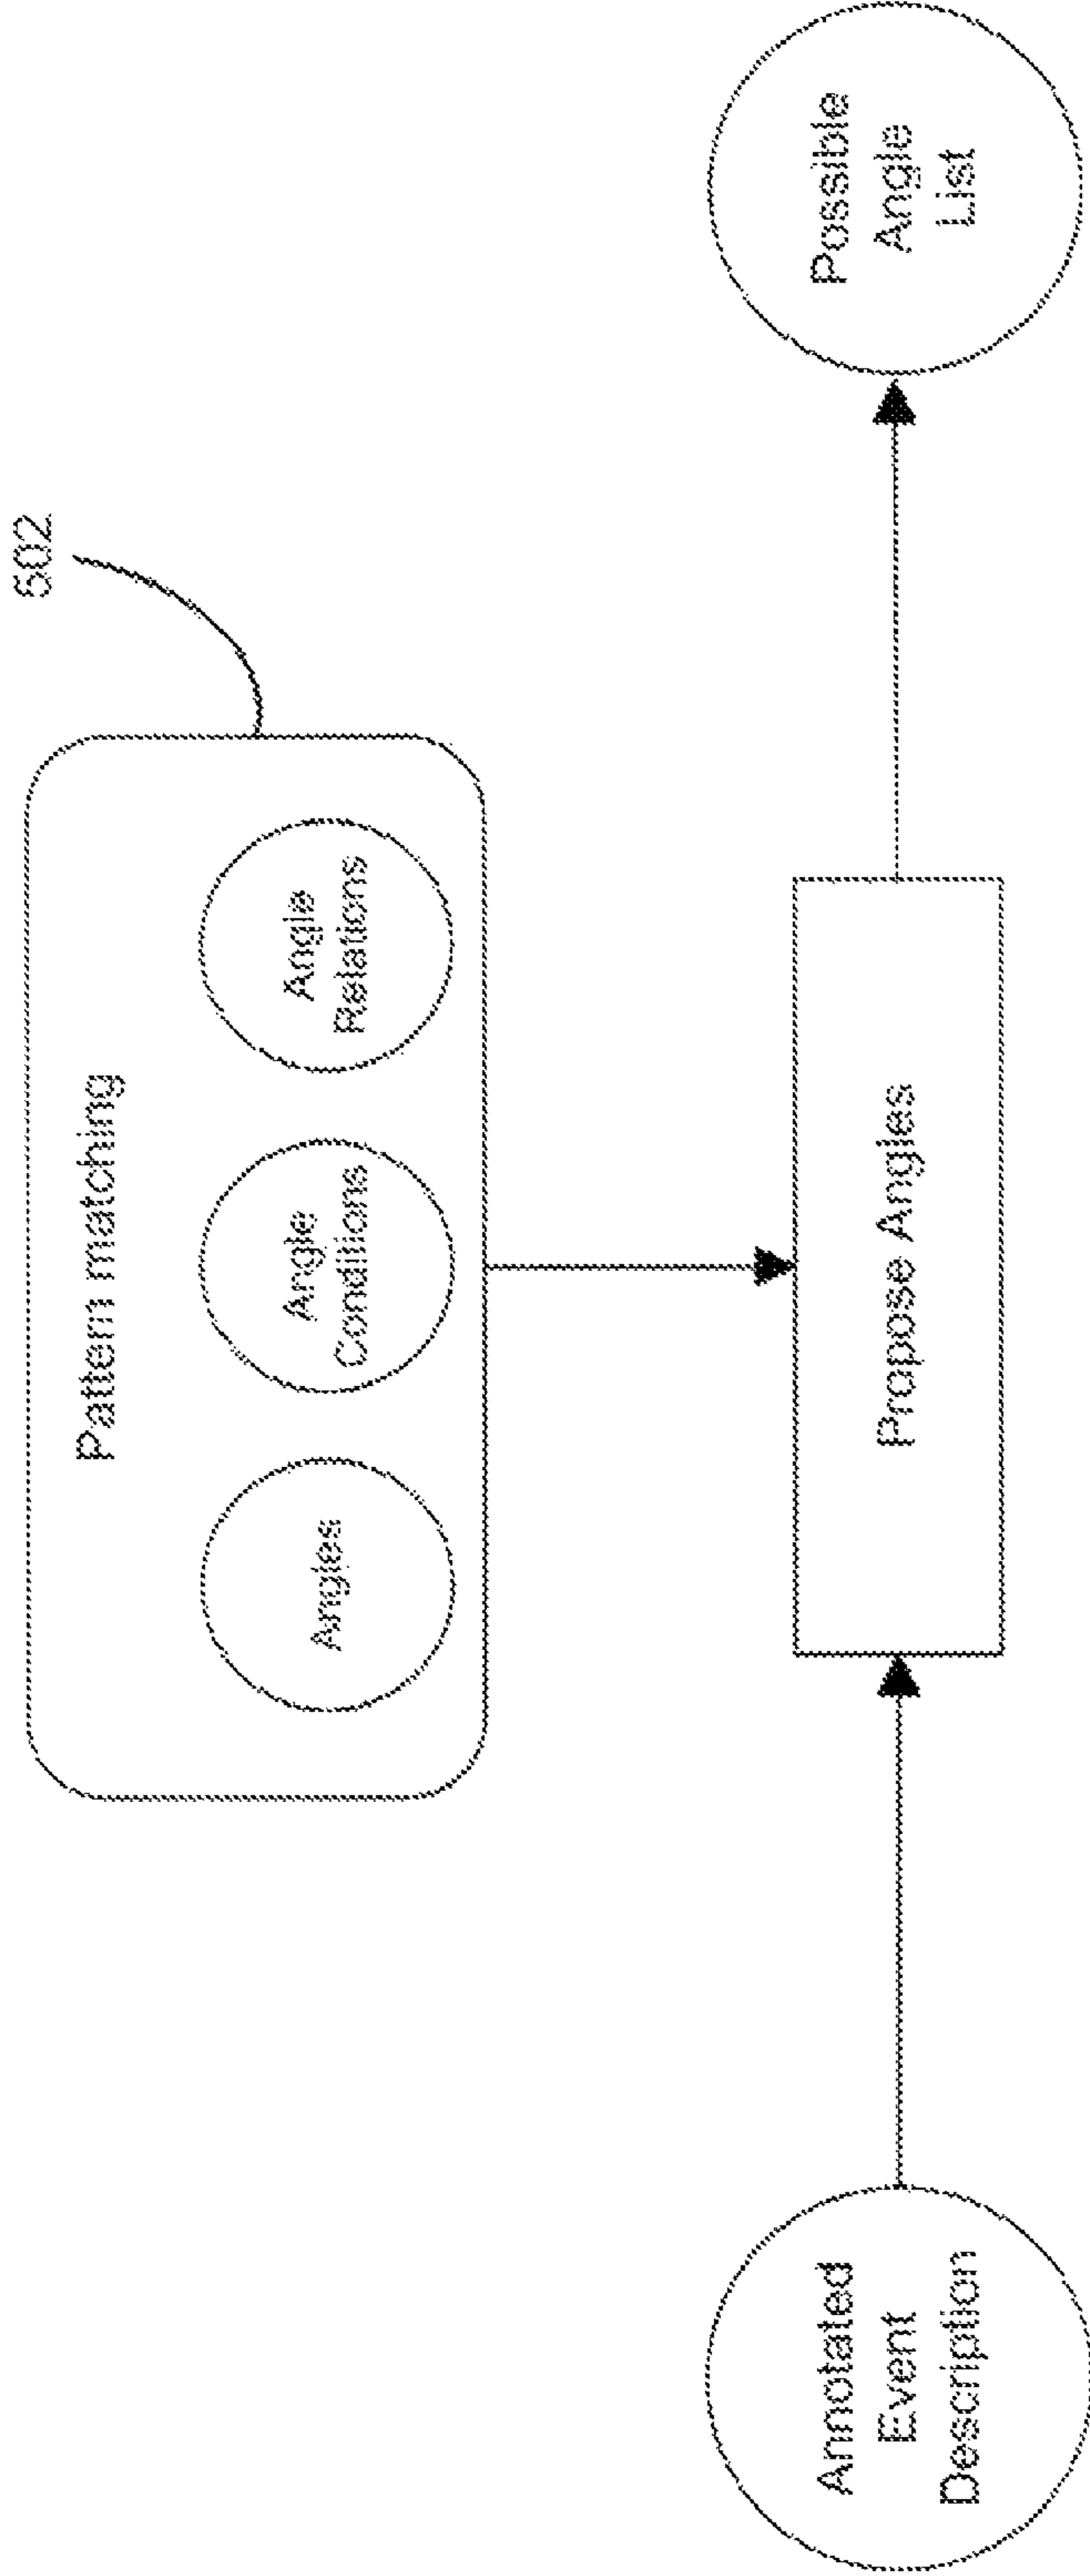 502
Pattern matching
Angles
Angle
Conditions
Angle
Relations
Annotated
Event
Description
Propose Angles
Possible
Angle
List